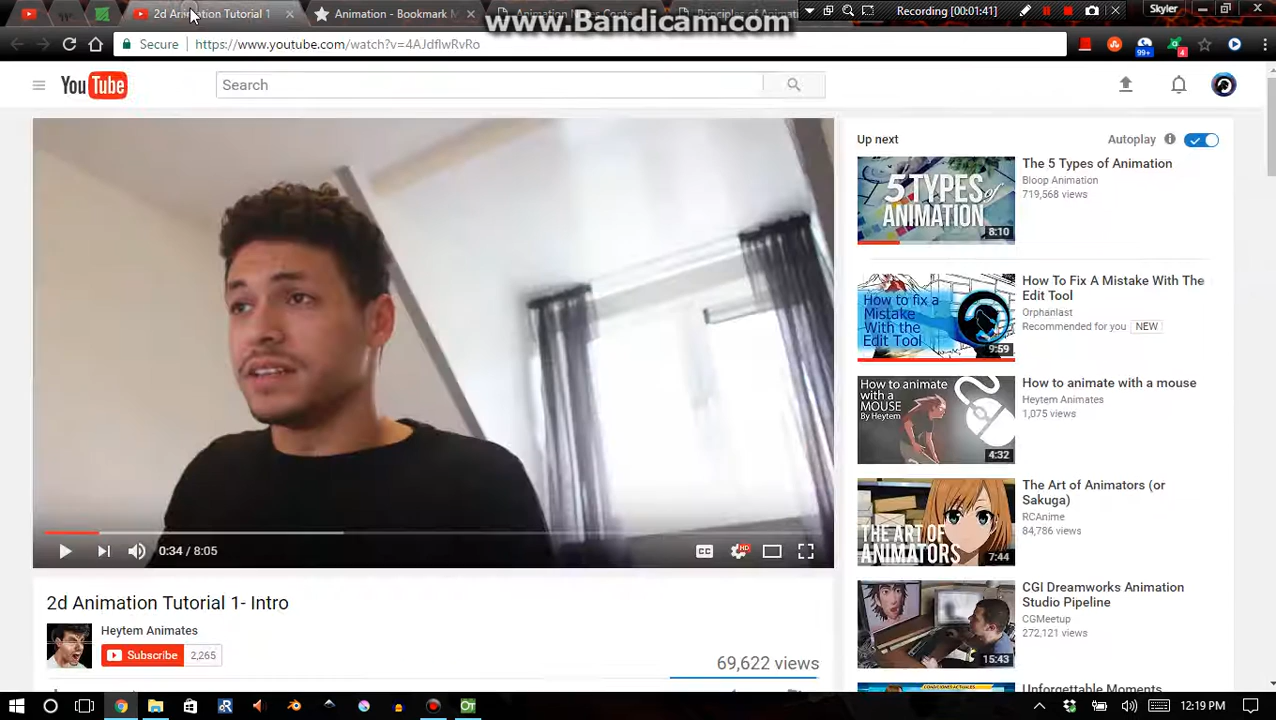 2d Animation Tutorial 1
Animation - Bookmark
www.Bandicam.com
Recording [00:01:41]
Skyler
Secure
https://www.youtube.com/watch?v=4AJdflwRvRo
99+
4
YouTube
Search
Up next
Autoplay
5 TYPES of ANIMATION
8:10
The 5 Types of Animation
Bloop Animation
719,568 views
How to fix a Mistake With the Edit Tool
9:59
How To Fix A Mistake With The Edit Tool
Orphanlast
Recommended for you NEW
How to animate with a MOUSE By Heytem
4:32
How to animate with a mouse
Heytem Animates
1,075 views
THE ART OF ANIMATORS
7:44
The Art of Animators (or Sakuga)
RCAnime
84,786 views
15:43
CGI Dreamworks Animation Studio Pipeline
CGMeetup
272,121 views
Unforgettable Moments
0:34 / 8:05
CC
HD
2d Animation Tutorial 1- Intro
Heytem Animates
Subscribe 2,265
69,622 views
12:19 PM